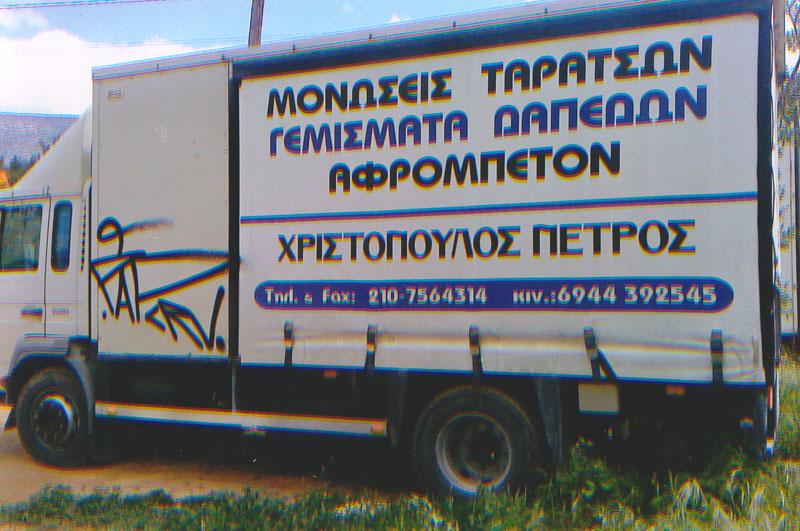 ΜΟΝΩΣΕΙΣ ΤΑΡΑΤΣΩΝ
ΓΕΜΙΣΜΑΤΑ ΔΑΠΕΔΩΝ
ΑΦΡΟΜΠΕΤΟΝ
ΧΡΙΣΤΟΠΟΥΛΟΣ ΠΕΤΡΟΣ
Τηλ. & Fax: 210-7564314 κιν.:6944 392545